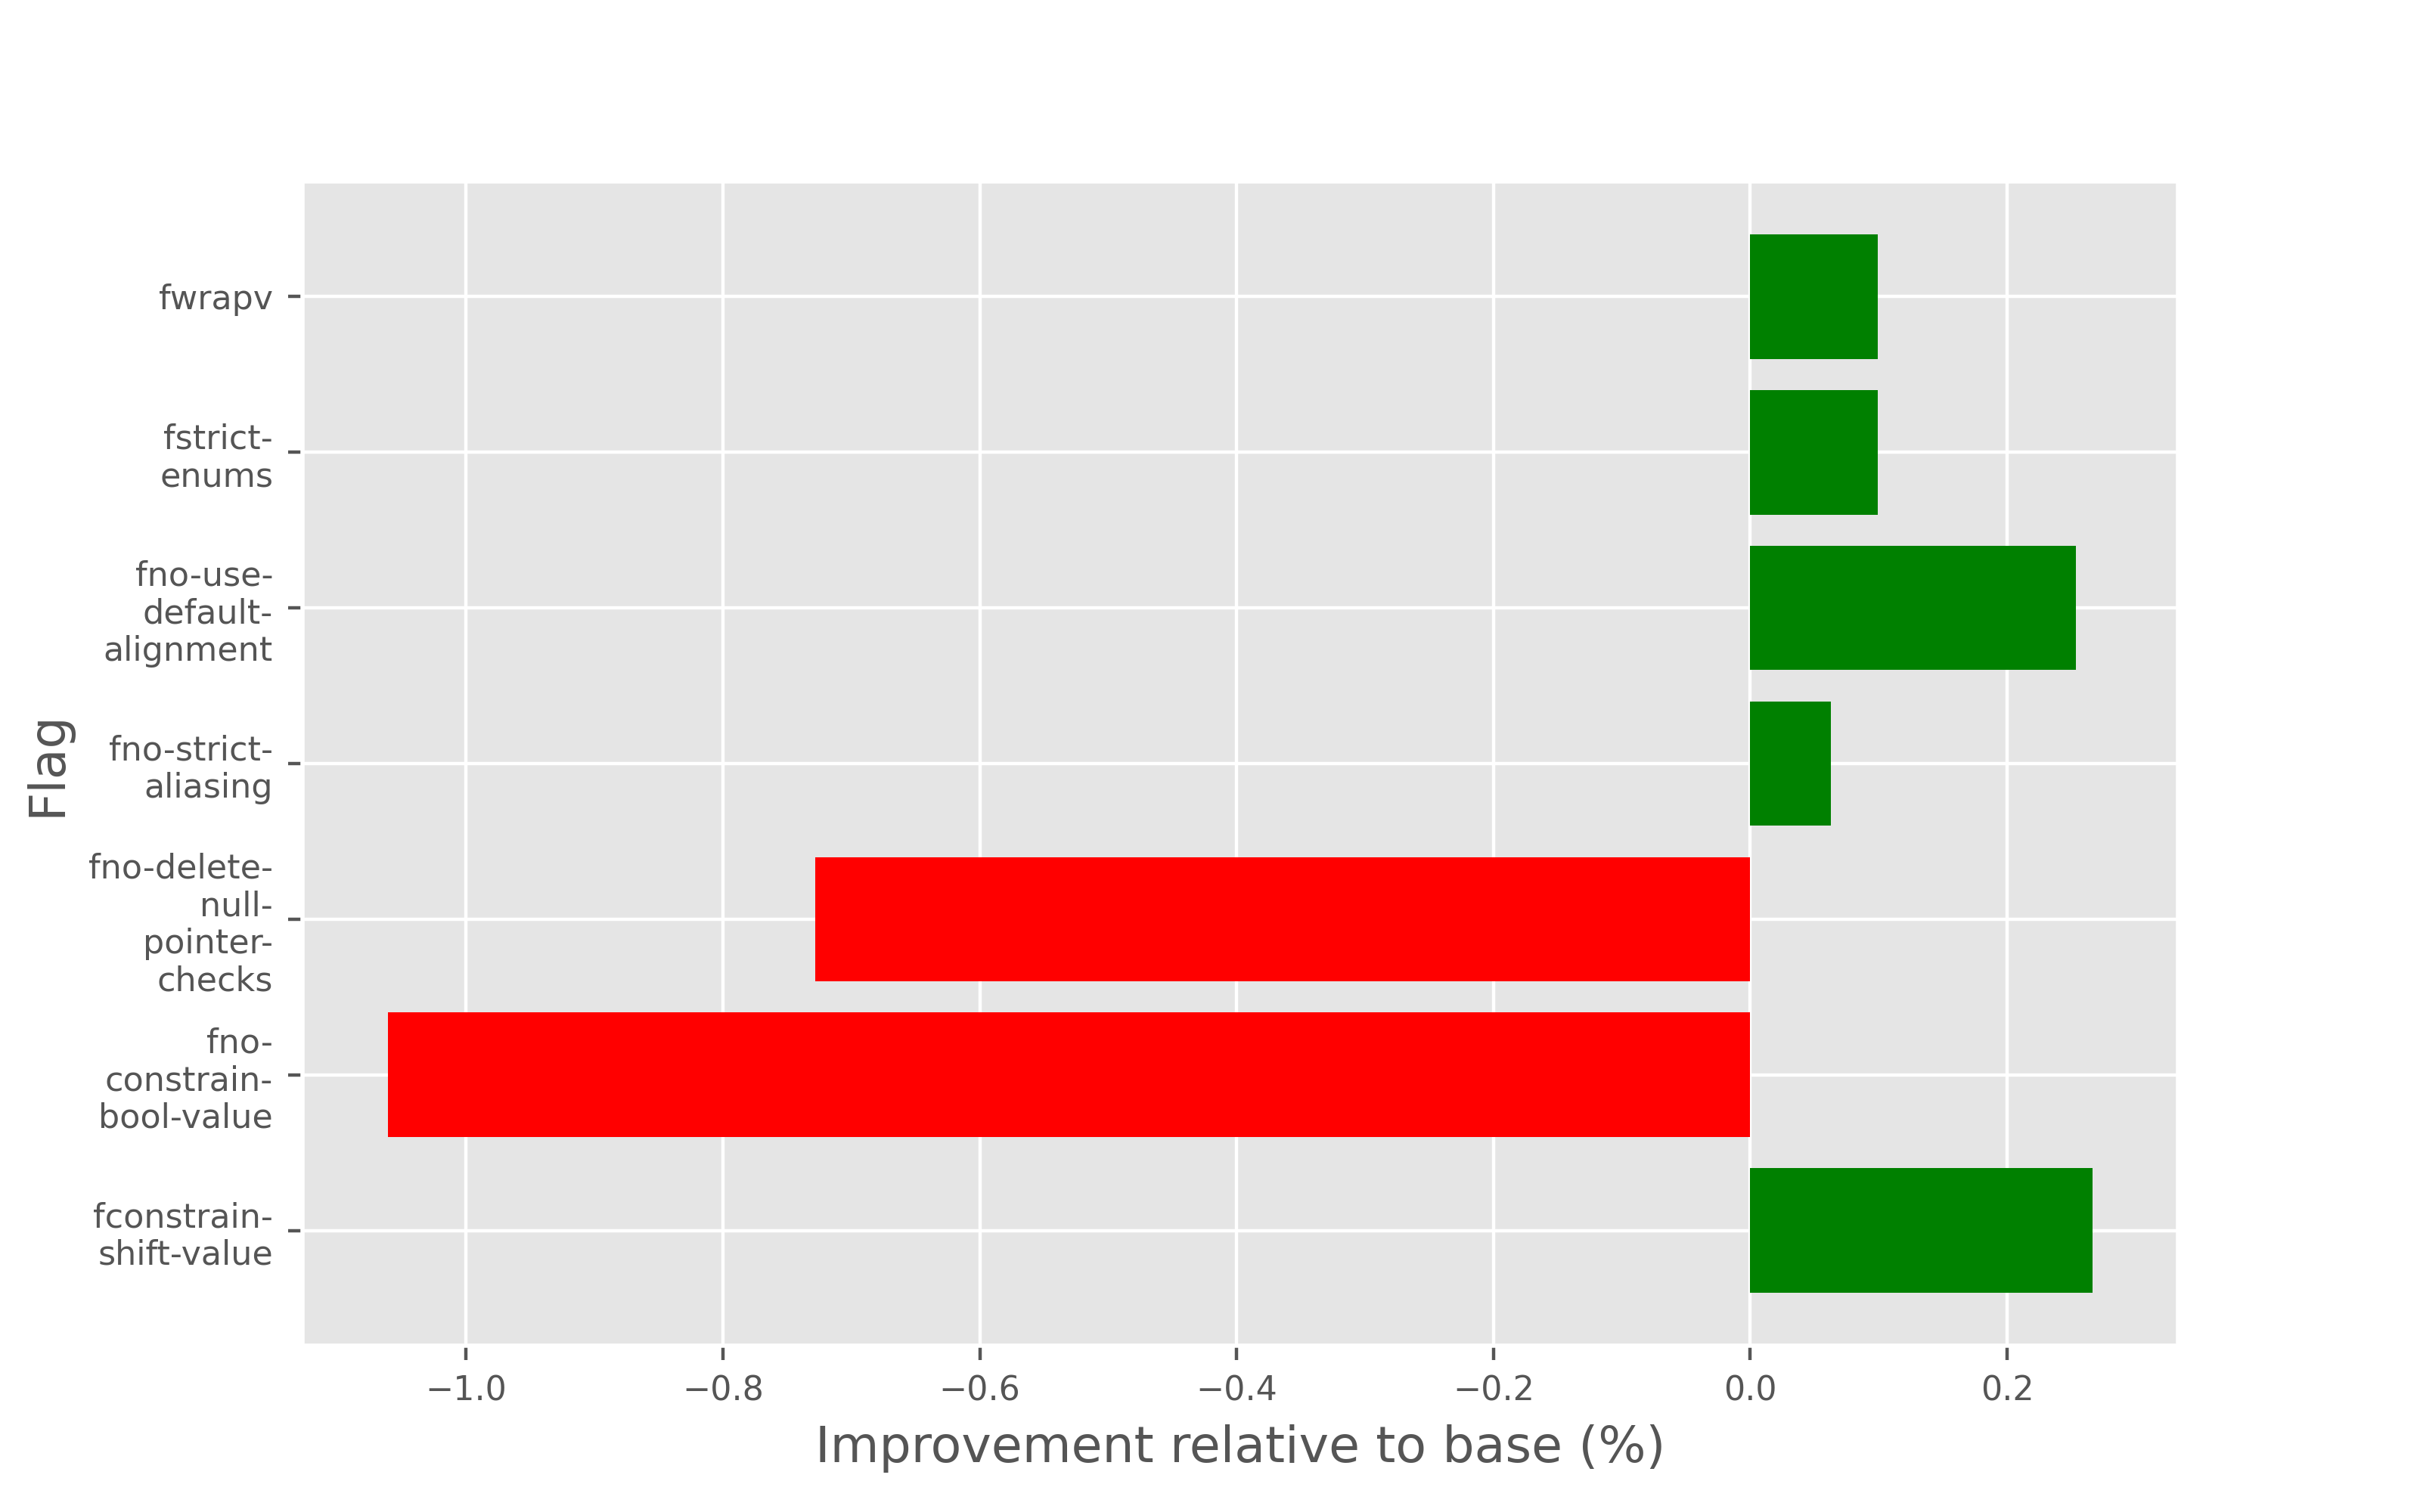 Flag
fwrapv
fstrict-
enums
fno-use-
default-
alignment
fno-strict-
aliasing
fno-delete-
null-
pointer-
checks
fno-
constrain-
bool-value
fconstrain-
shift-value
−1.0 −0.8 −0.6 −0.4 −0.2 0.0 0.2
Improvement relative to base (%)